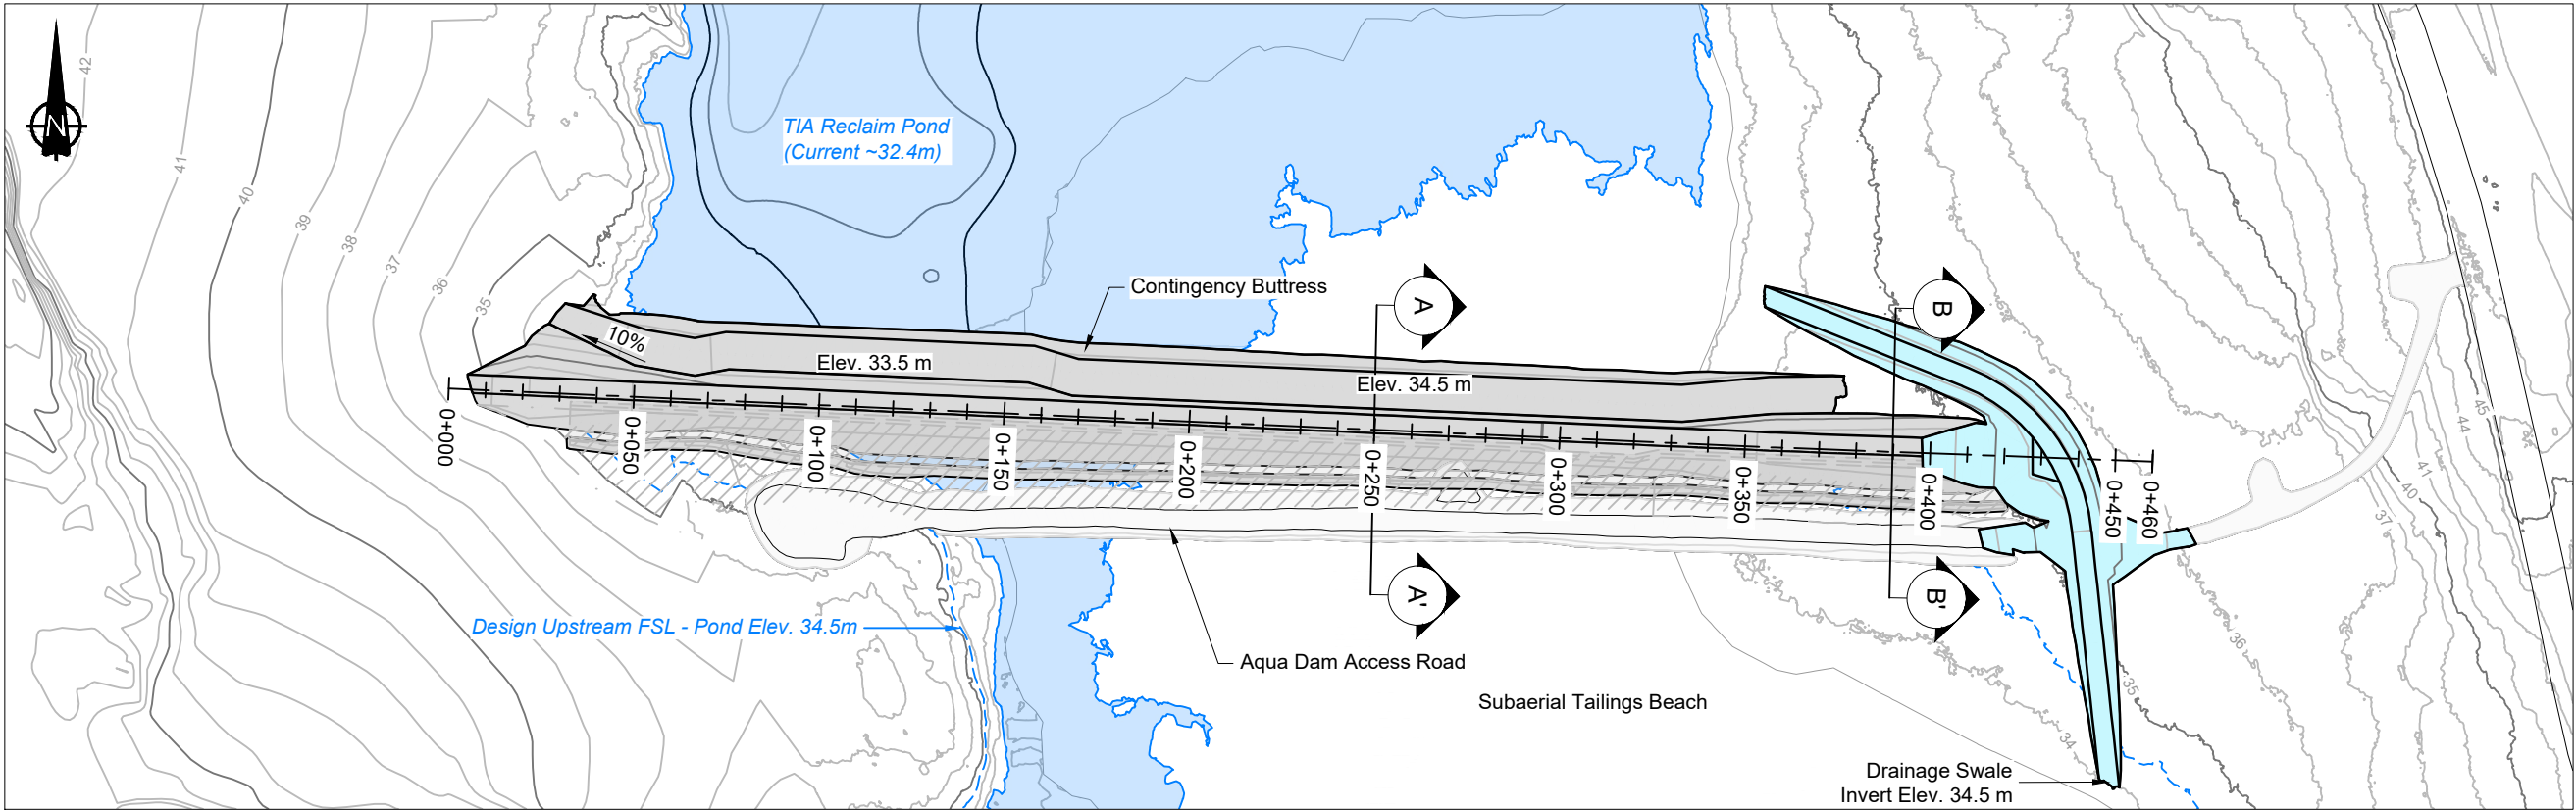 42
41
40
39
38
37
36
35
N
TIA Reclaim Pond
(Current ~32.4m)
Contingency Buttress
A
B
10%
Elev. 33.5 m
Elev. 34.5 m
0+000
0+050
0+100
0+150
0+200
0+250
0+300
0+350
0+400
0+450
0+460
45
44
41
40
37
36
35
34
A'
B'
Design Upstream FSL - Pond Elev. 34.5m
Aqua Dam Access Road
Subaerial Tailings Beach
Drainage Swale
Invert Elev. 34.5 m